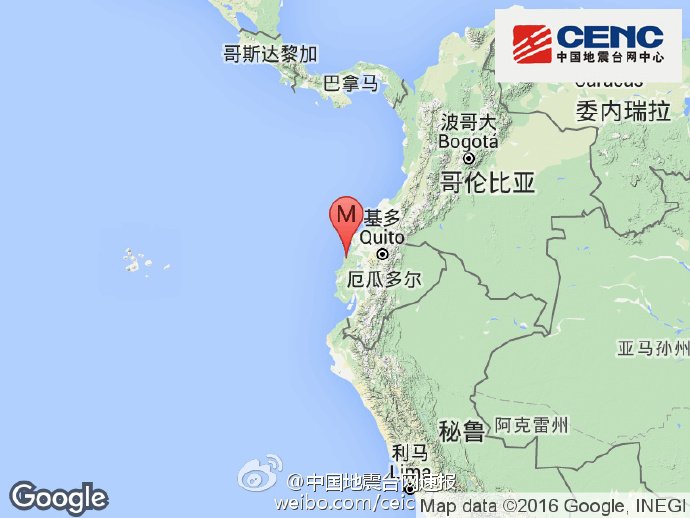 CENC
中国地震台网中心
哥斯达黎加
巴拿马
Caracas
委内瑞拉
波哥大
Bogotá
哥伦比亚
M
基多
Quito
厄瓜多尔
亚马孙州
阿克雷州
秘鲁
利马
Lima
@中国地震台网速报
weibo.com/ceic
Google
Map data ©2016 Google, INEGI